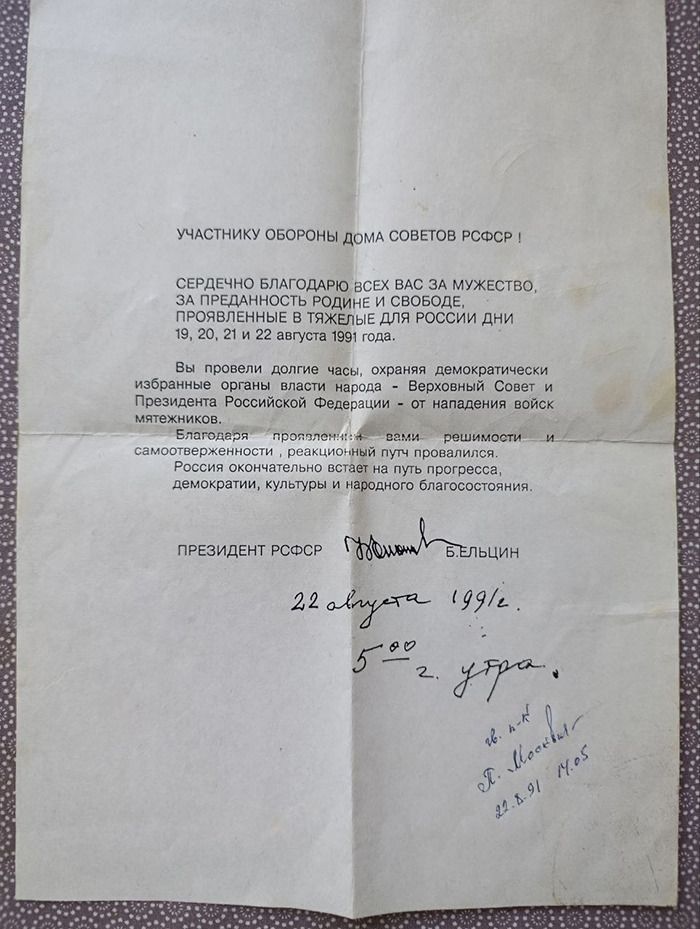 УЧАСТНИКУ ОБОРОНЫ ДОМА СОВЕТОВ РСФСР !
СЕРДЕЧНО БЛАГОДАРЮ ВСЕХ ВАС ЗА МУЖЕСТВО,
ЗА ПРЕДАННОСТЬ РОДИНЕ И СВОБОДЕ,
ПРОЯВЛЕННЫЕ В ТЯЖЕЛЫЕ ДЛЯ РОССИИ ДНИ
19, 20, 21 и 22 августа 1991 года.
Вы провели долгие часы, охраняя демократически
избранные органы власти народа - Верховный Совет и
Президента Российской Федерации - от нападения войск
мятежников.
Благодаря проявленным вами решимости и
самоотверженности , реакционный путч провалился.
Россия окончательно встает на путь прогресса,
демократии, культуры и народного благосостояния.
ПРЕЗИДЕНТ РСФСР Б.ЕЛЬЦИН
22 августа 1991г.
5 00 г. утра.
гв. п-к
П. Москвич
22.8.91 14.05